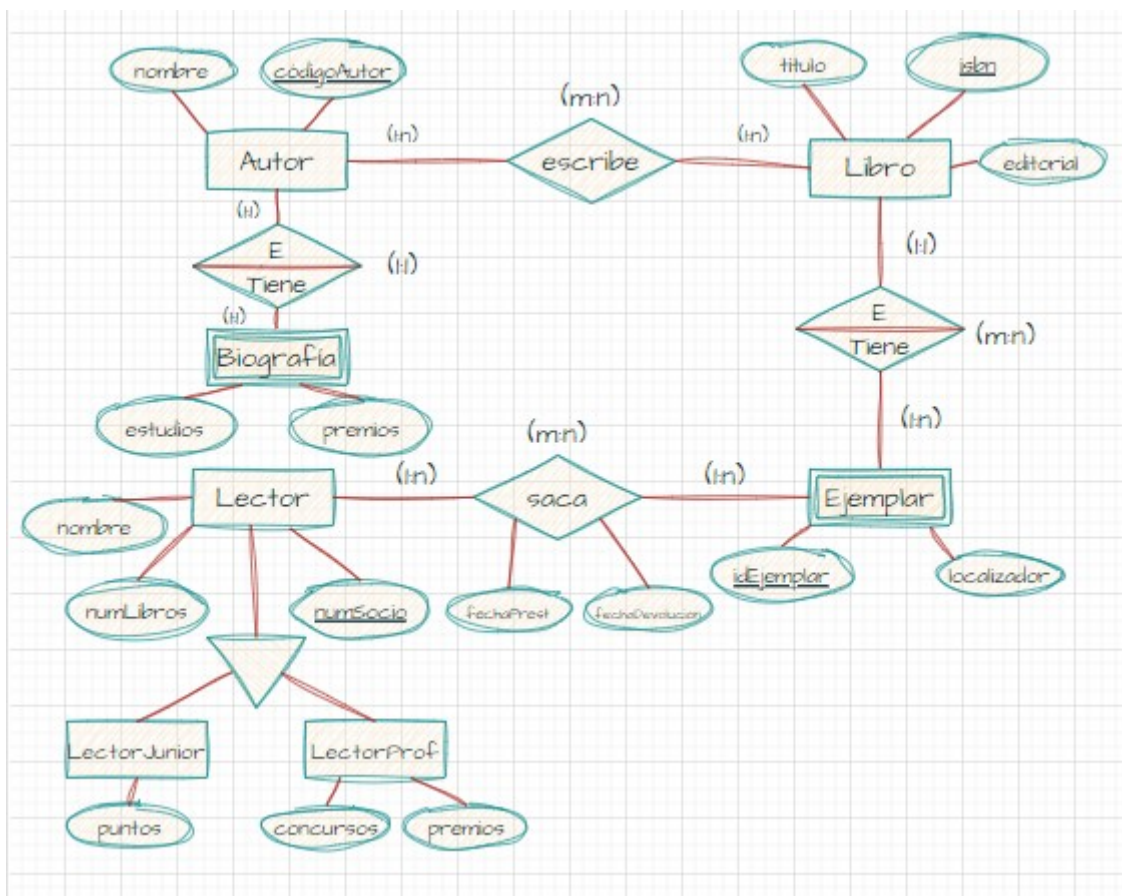 nombre
códigoAutor
título
isbn
(m:n)
Autor
(1:n)
escribe
(1:n)
Libro
editorial
(1:1)
E
Tiene
(1:1)
(1:1)
Biografía
estudios
premios
(1:1)
E
Tiene
(m:n)
(1:n)
(m:n)
Lector
(1:n)
saca
(1:n)
Ejemplar
nombre
numLibros
numSocio
fechaPrest
fechaDevolucion
idEjemplar
localizador
LectorJunior
LectorProf
puntos
concursos
premios